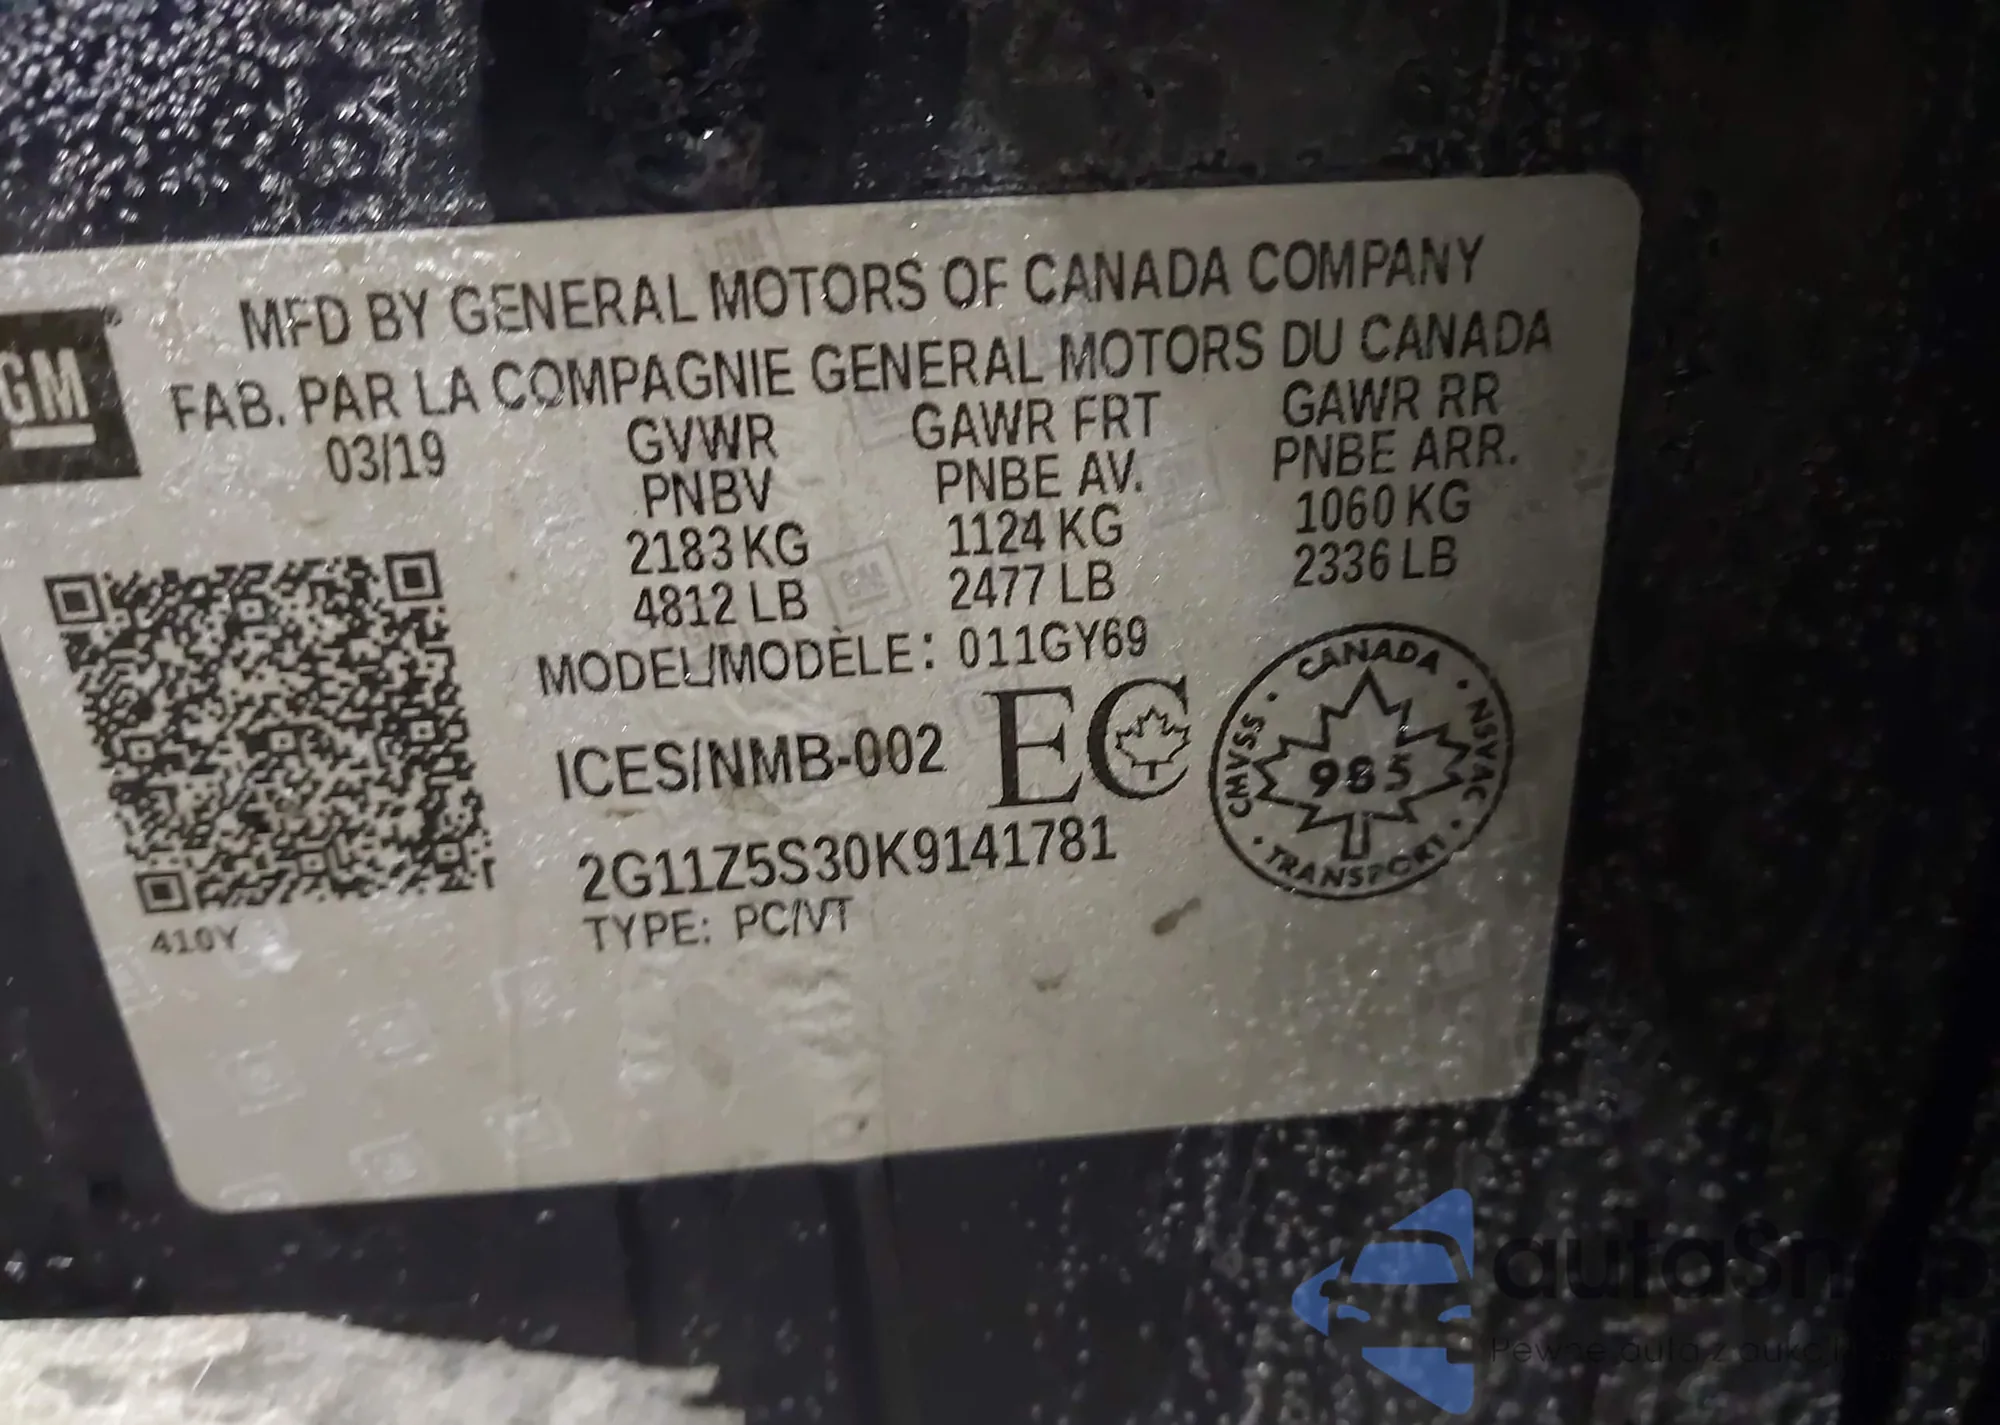 GM
MFD BY GENERAL MOTORS OF CANADA COMPANY
FAB. PAR LA COMPAGNIE GENERAL MOTORS DU CANADA
03/19
GVWR
PNBV
2183 KG
4812 LB
GAWR FRT
PNBE AV.
1124 KG
2477 LB
GAWR RR
PNBE ARR.
1060 KG
2336 LB
MODEL/MODÈLE: 011GY69
ICES/NMB-002
EC
CANADA · NSVAC · TRANSPORT · CMVSS ·
985
2G11Z5S30K9141781
TYPE: PC/VT
410Y
Pewne auta z